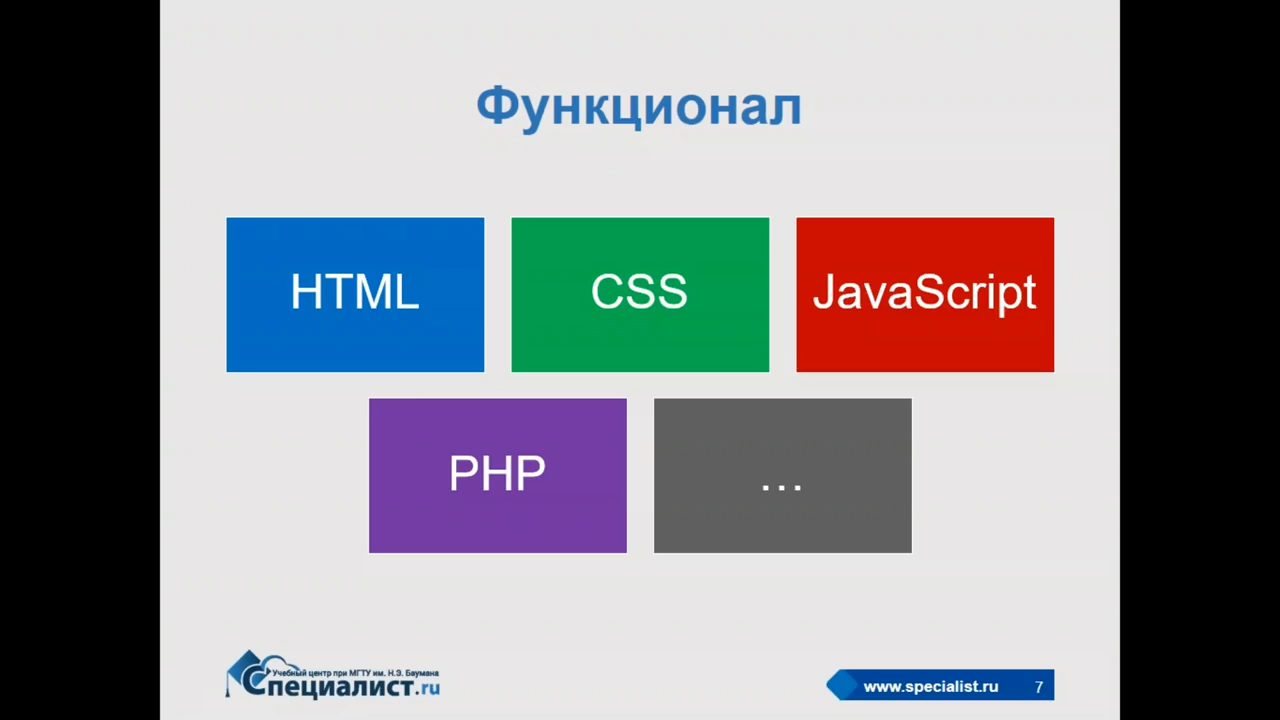 Функционал
HTML
CSS
JavaScript
PHP
...
Учебный центр при МГТУ им. Н.Э. Баумана
Специалист.ru
www.specialist.ru
7